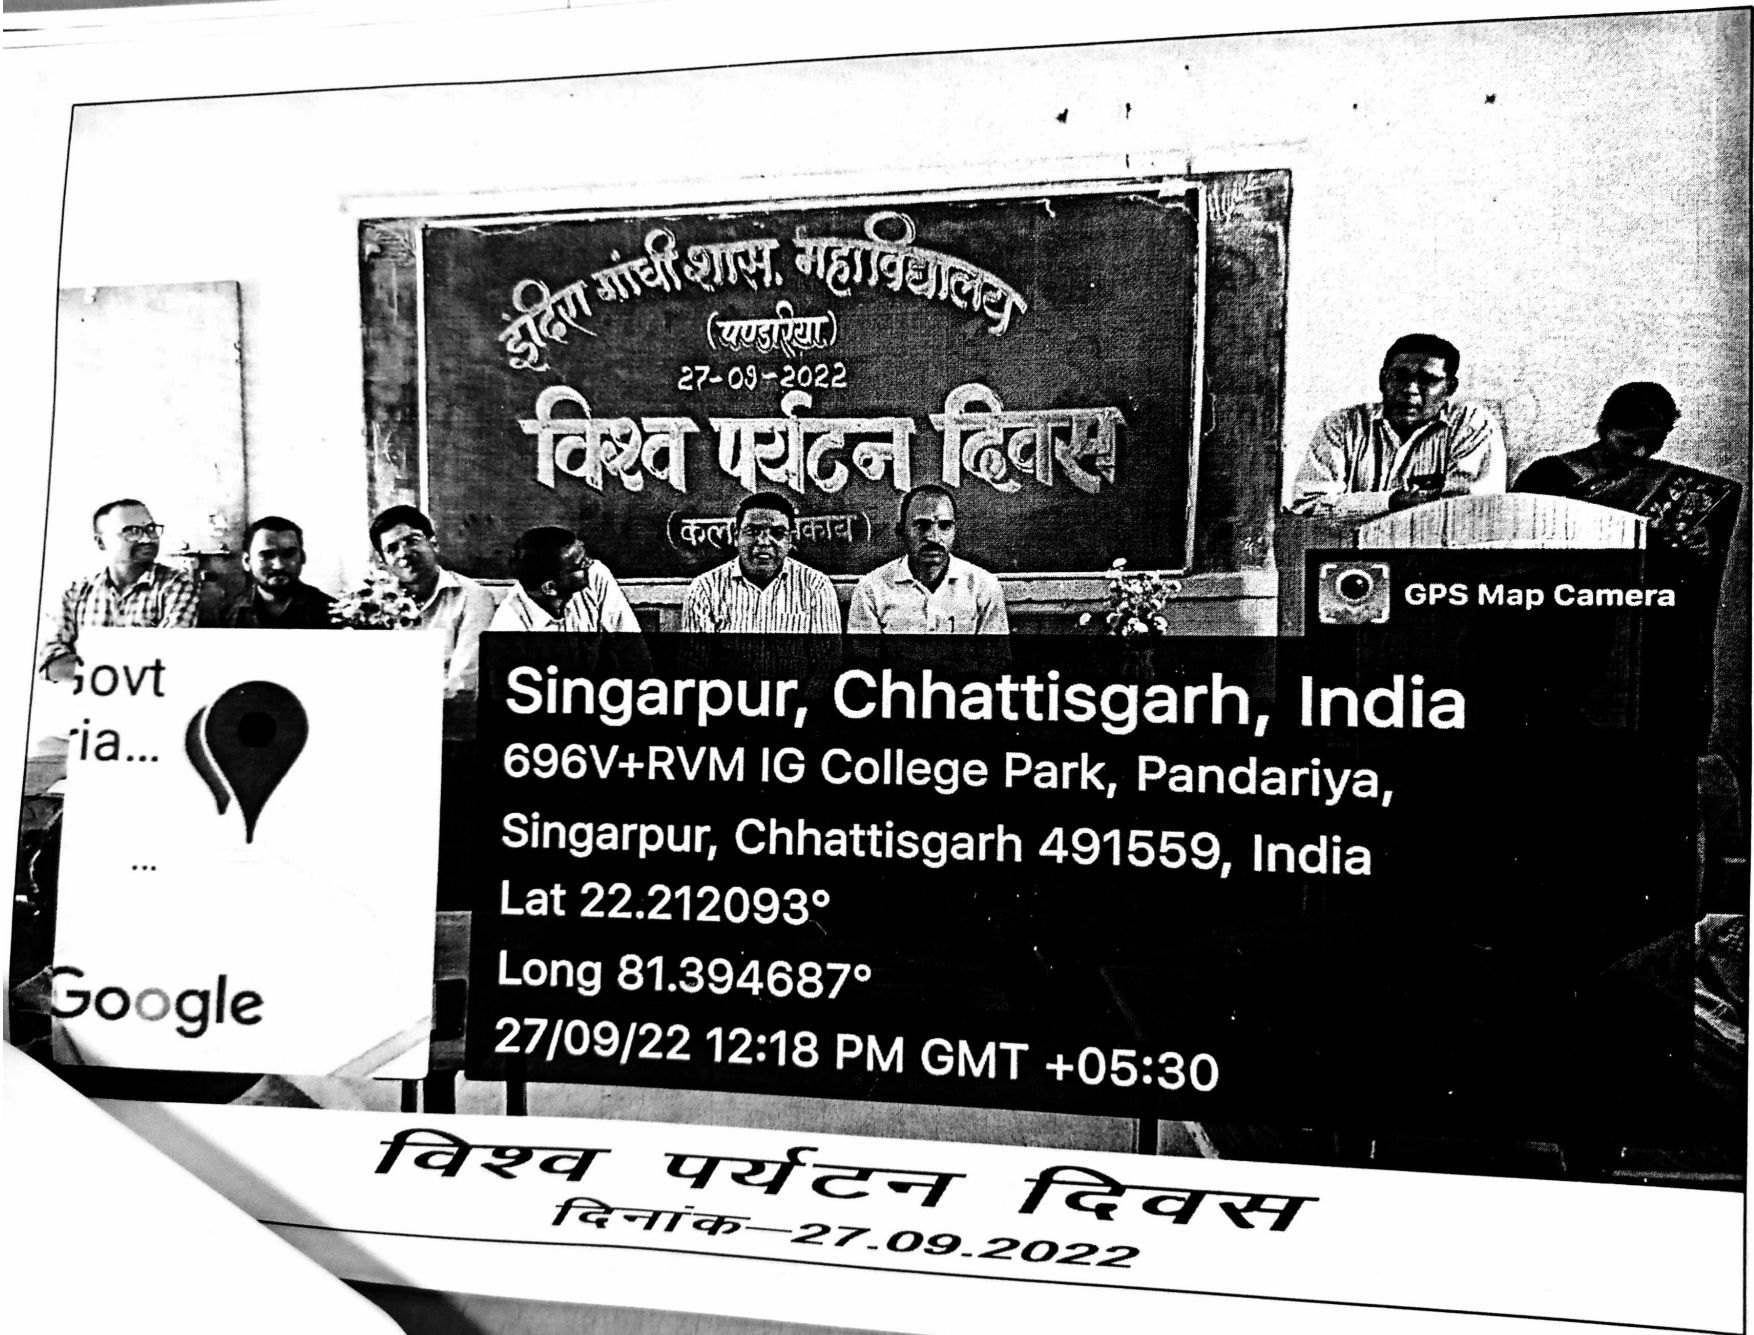 इंदिरा गांधी शास. महाविद्यालय
(पण्डरिया)
27-09-2022
विश्व पर्यटन दिवस
GPS Map Camera
Govt
ria...
...
Google
Singarpur, Chhattisgarh, India
696V+RVM IG College Park, Pandariya,
Singarpur, Chhattisgarh 491559, India
Lat 22.212093°
Long 81.394687°
27/09/22 12:18 PM GMT +05:30
विश्व पर्यटन दिवस
दिनांक–27.09.2022